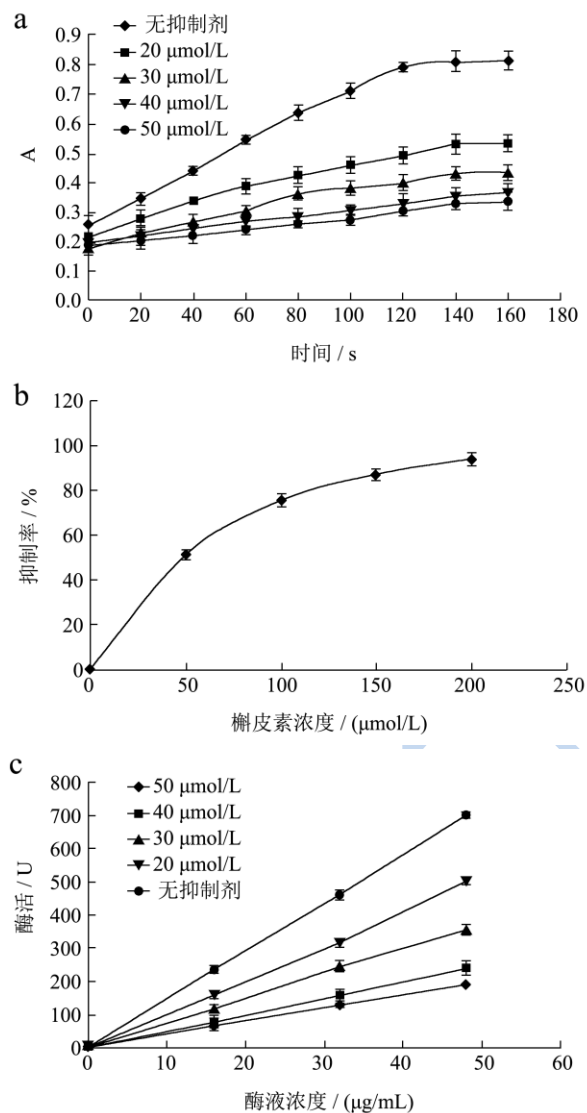 a
无抑制剂
20 μmol/L
30 μmol/L
40 μmol/L
50 μmol/L
A
0.9
0.8
0.7
0.6
0.5
0.4
0.3
0.2
0.1
0.0
0 20 40 60 80 100 120 140 160 180
时间 / s
b
抑制率 / %
120
100
80
60
40
20
0
0 50 100 150 200 250
槲皮素浓度 / (μmol/L)
c
50 μmol/L
40 μmol/L
30 μmol/L
20 μmol/L
无抑制剂
酶活 / U
800
700
600
500
400
300
200
100
0
0 10 20 30 40 50 60
酶液浓度 / (μg/mL)